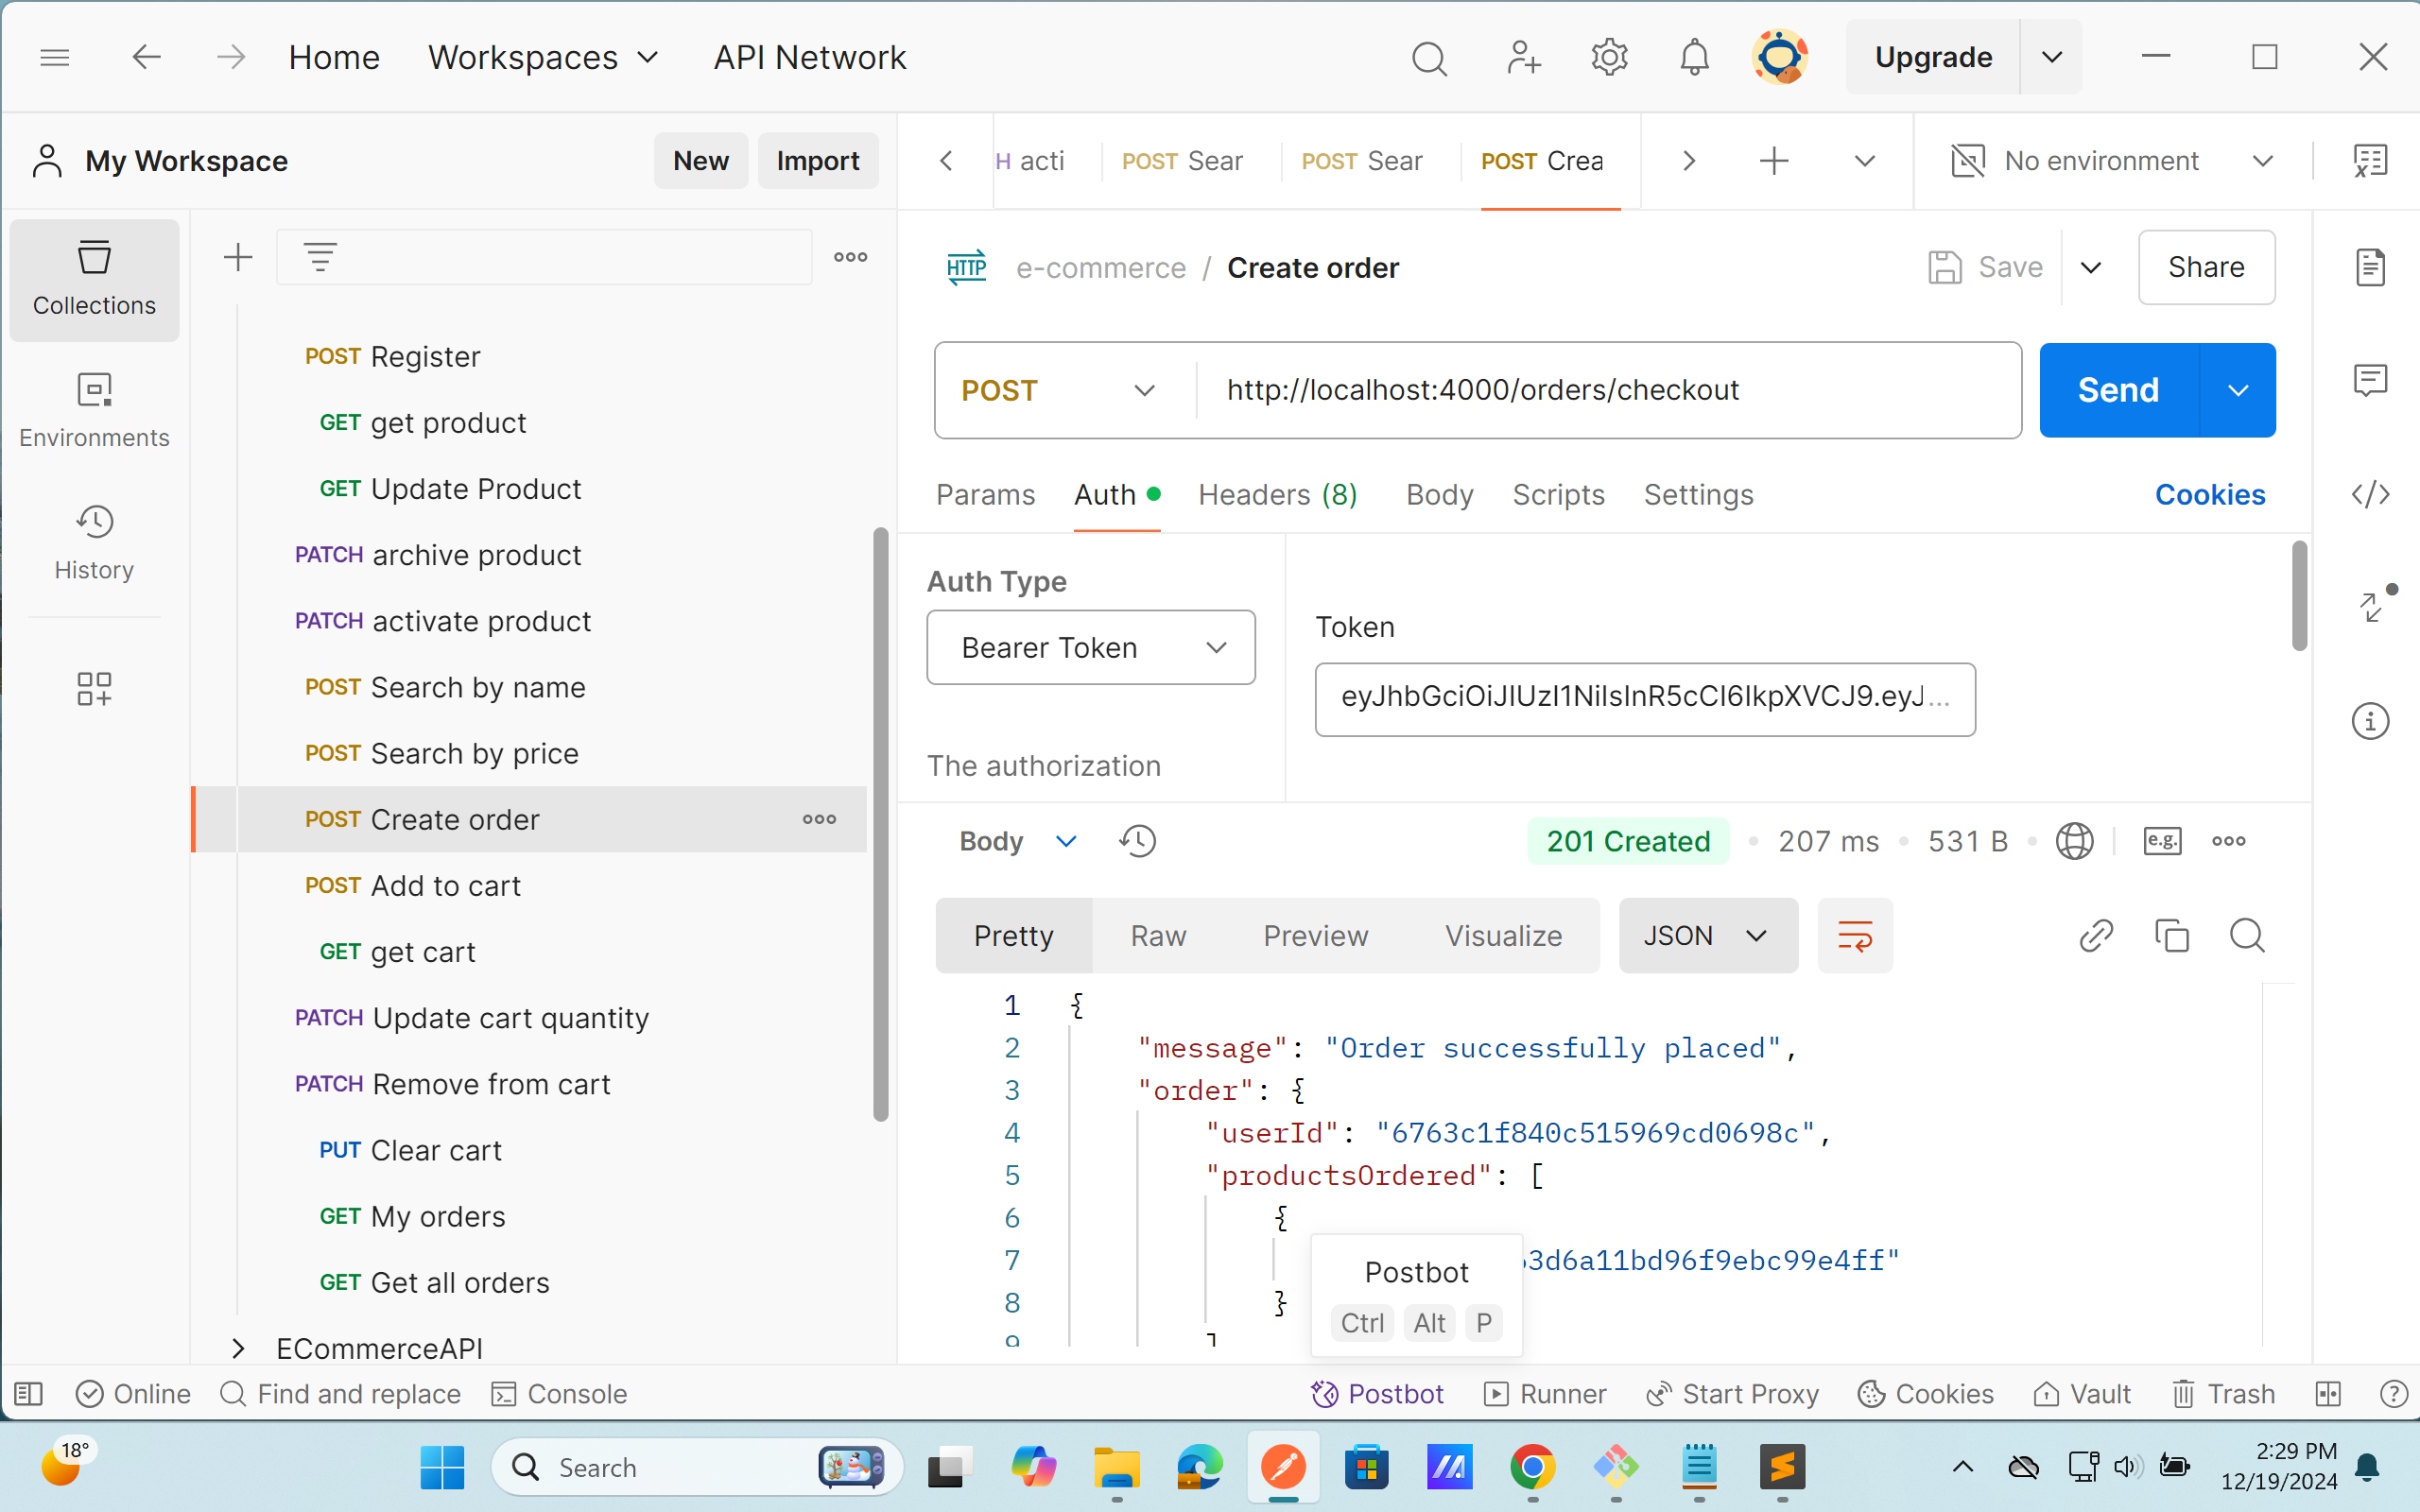 Home Workspaces API Network Upgrade
My Workspace New Import
H acti POST Sear POST Sear POST Crea No environment
Collections
Environments
History
POST Register
GET get product
GET Update Product
PATCH archive product
PATCH activate product
POST Search by name
POST Search by price
POST Create order
POST Add to cart
GET get cart
PATCH Update cart quantity
PATCH Remove from cart
PUT Clear cart
GET My orders
GET Get all orders
ECommerceAPI
HTTP e-commerce / Create order Save Share
POST http://localhost:4000/orders/checkout Send
Params Auth Headers (8) Body Scripts Settings Cookies
Auth Type
Bearer Token
The authorization
Token
eyJhbGciOiJIUzI1NiIsInR5cCI6IkpXVCJ9.eyJ...
Body 201 Created 207 ms 531 B e.g.
Pretty Raw Preview Visualize JSON
1 {
2 "message": "Order successfully placed",
3 "order": {
4 "userId": "6763c1f840c515969cd0698c",
5 "productsOrdered": [
6 {
7 3d6a11bd96f9ebc99e4ff"
8 }
9 ]
Postbot
Ctrl Alt P
Online Find and replace Console Postbot Runner Start Proxy Cookies Vault Trash
18° Search 2:29 PM
12/19/2024